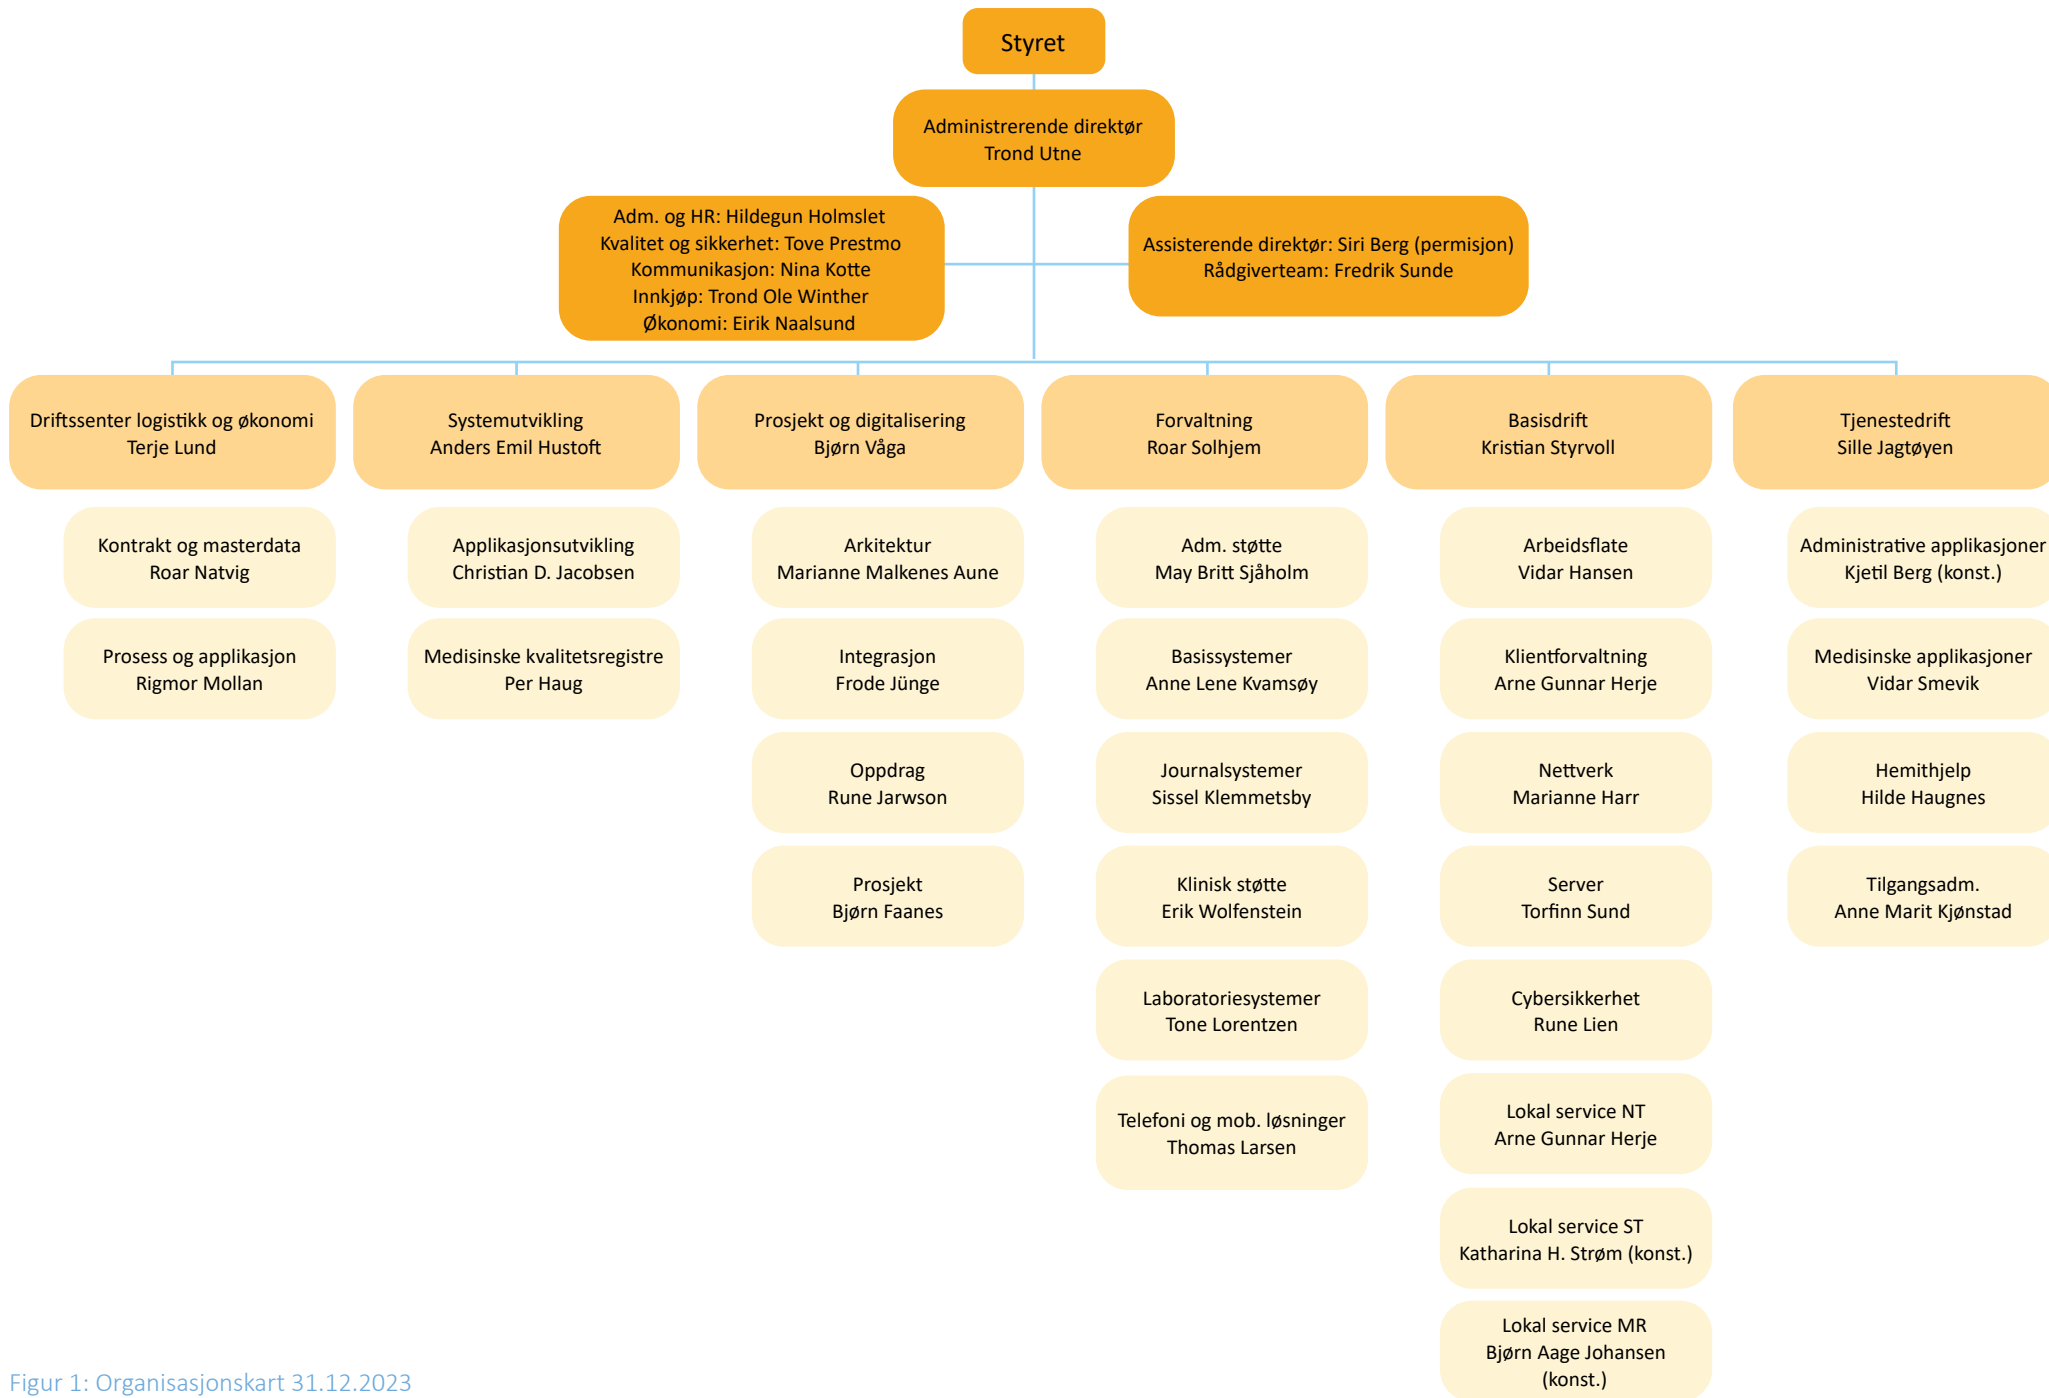 Styret
Administrerende direktør
Trond Utne
Adm. og HR: Hildegun Holmslet
Kvalitet og sikkerhet: Tove Prestmo
Kommunikasjon: Nina Kotte
Innkjøp: Trond Ole Winther
Økonomi: Eirik Naalsund
Assisterende direktør: Siri Berg (permisjon)
Rådgiverteam: Fredrik Sunde
Driftssenter logistikk og økonomi
Terje Lund
Kontrakt og masterdata
Roar Natvig
Prosess og applikasjon
Rigmor Mollan
Systemutvikling
Anders Emil Hustoft
Applikasjonsutvikling
Christian D. Jacobsen
Medisinske kvalitetsregistre
Per Haug
Prosjekt og digitalisering
Bjørn Våga
Arkitektur
Marianne Malkenes Aune
Integrasjon
Frode Jünge
Oppdrag
Rune Jarwson
Prosjekt
Bjørn Faanes
Forvaltning
Roar Solhjem
Adm. støtte
May Britt Sjåholm
Basissystemer
Anne Lene Kvamsøy
Journalsystemer
Sissel Klemmetsby
Klinisk støtte
Erik Wolfenstein
Laboratoriesystemer
Tone Lorentzen
Telefoni og mob. løsninger
Thomas Larsen
Basisdrift
Kristian Styrvoll
Arbeidsflate
Vidar Hansen
Klientforvaltning
Arne Gunnar Herje
Nettverk
Marianne Harr
Server
Torfinn Sund
Cybersikkerhet
Rune Lien
Lokal service NT
Arne Gunnar Herje
Lokal service ST
Katharina H. Strøm (konst.)
Lokal service MR
Bjørn Aage Johansen
(konst.)
Tjenestedrift
Sille Jagtøyen
Administrative applikasjoner
Kjetil Berg (konst.)
Medisinske applikasjoner
Vidar Smevik
Hemithjelp
Hilde Haugnes
Tilgangsadm.
Anne Marit Kjønstad
Figur 1: Organisasjonskart 31.12.2023